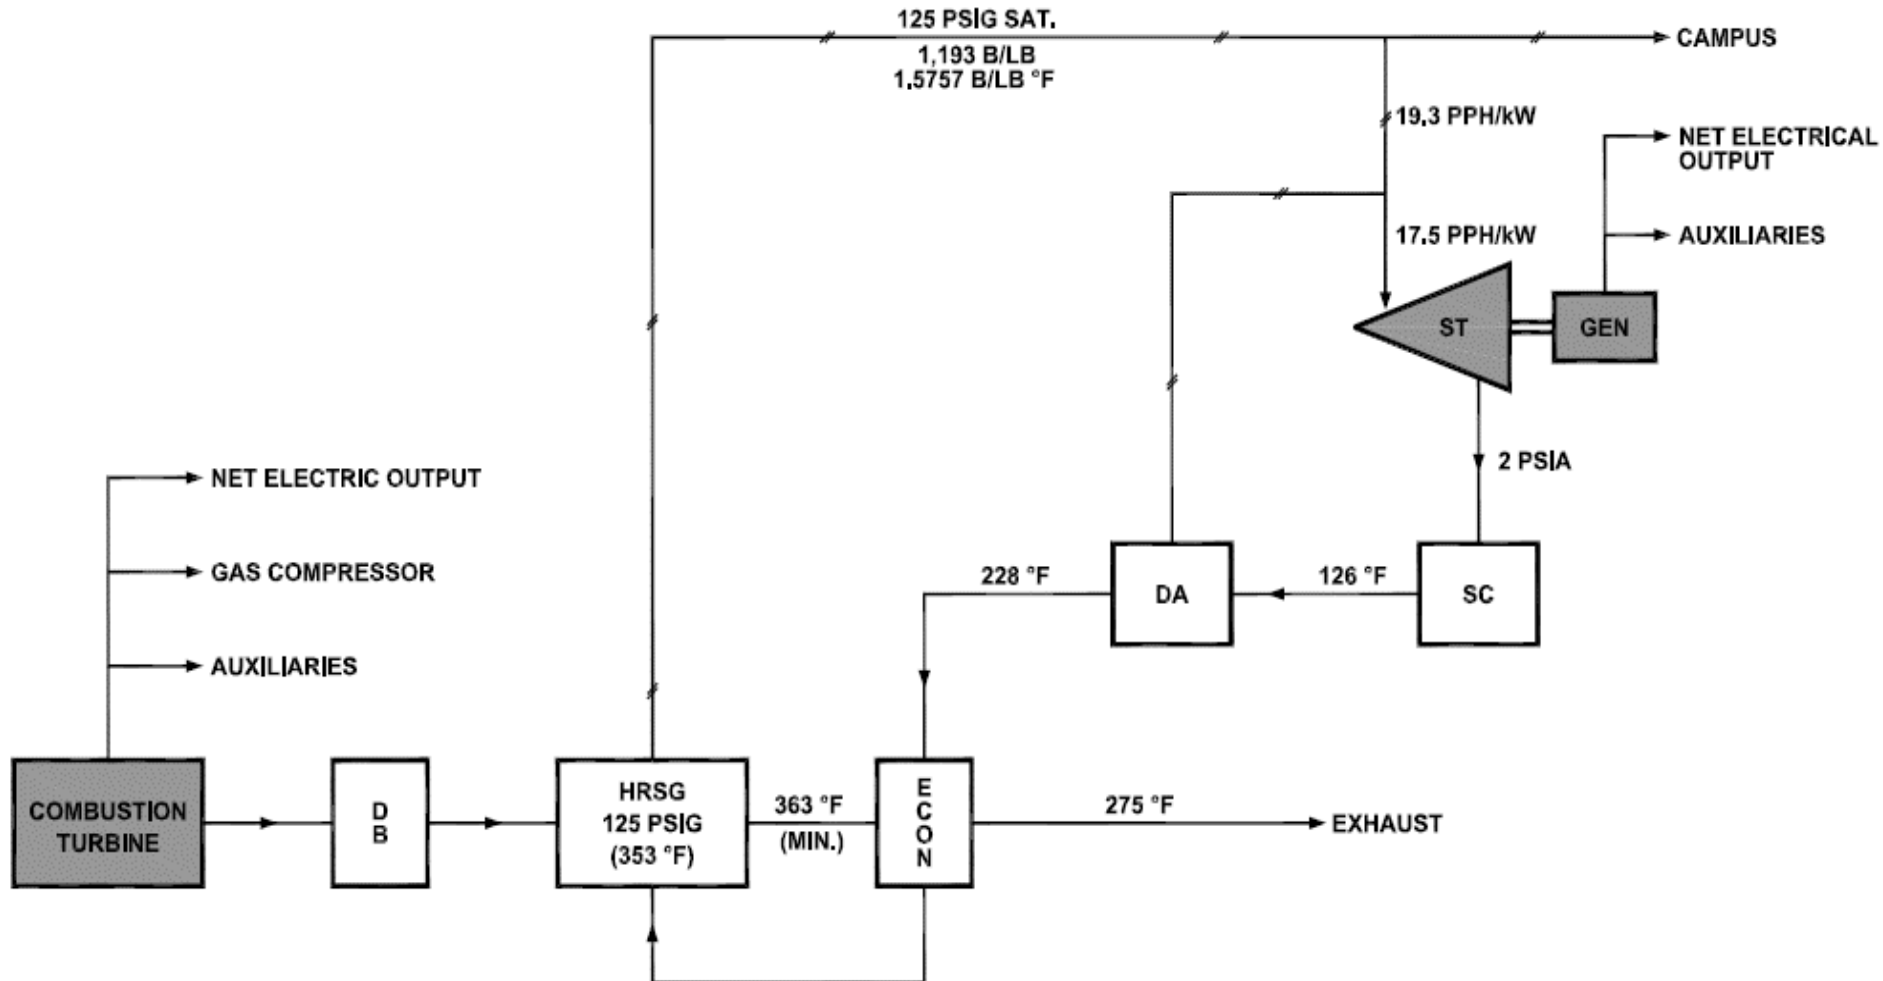 125 PSIG SAT.
1,193 B/LB
1.5757 B/LB °F
CAMPUS
19.3 PPH/kW
NET ELECTRICAL
OUTPUT
17.5 PPH/kW
AUXILIARIES
ST
GEN
2 PSIA
NET ELECTRIC OUTPUT
GAS COMPRESSOR
AUXILIARIES
228 °F
DA
126 °F
SC
COMBUSTION
TURBINE
D
B
HRSG
125 PSIG
(353 °F)
363 °F
(MIN.)
E
C
O
N
275 °F
EXHAUST